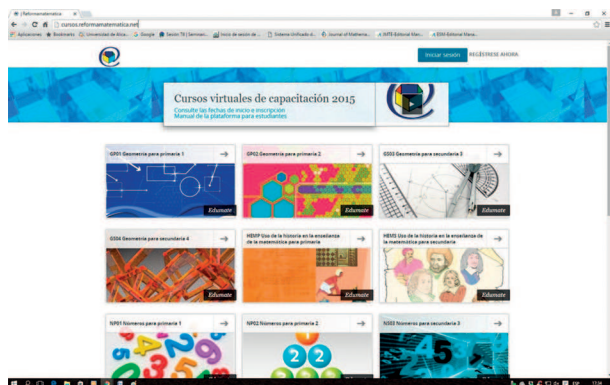 Reformamatematica
cursos.reformamatematica.net
Aplicaciones
Bookmarks
Google
Iniciar sesión
REGÍSTRESE AHORA
Cursos virtuales de capacitación 2015
Consulte las fechas de inicio e inscripción
Manual de la plataforma para estudiantes
GP01 Geometría para primaria 1
GP02 Geometría para primaria 2
GS03 Geometría para secundaria 3
Edumate
Edumate
Edumate
GS04 Geometría para secundaria 4
HEMP Uso de la historia en la enseñanza
de la matemática para primaria
HEMS Uso de la historia en la enseñanza de
la matemática para secundaria
Edumate
Edumate
Edumate
NP01 Números para primaria 1
NP02 Números para primaria 2
NS03 Números para secundaria 3